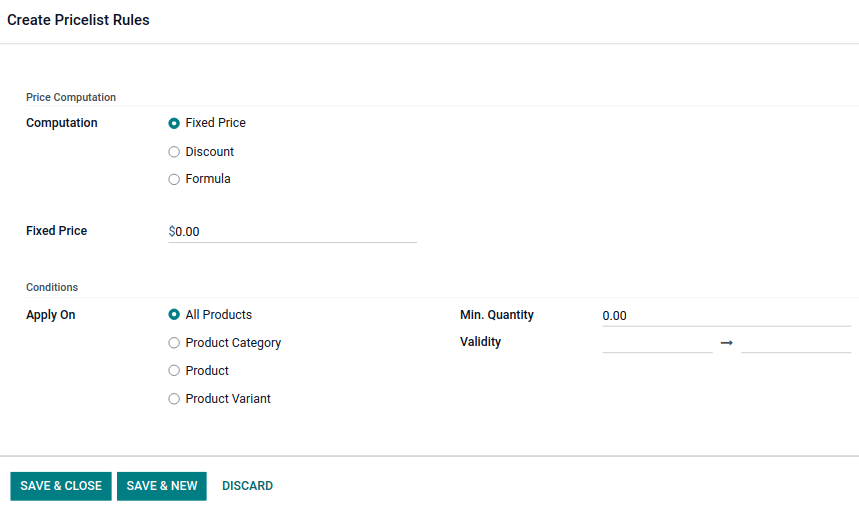 Create Pricelist Rules
Price Computation
Computation
Fixed Price
Discount
Formula
Fixed Price
$0.00
Conditions
Apply On
All Products
Product Category
Product
Product Variant
Min. Quantity
0.00
Validity
→
SAVE & CLOSE
SAVE & NEW
DISCARD